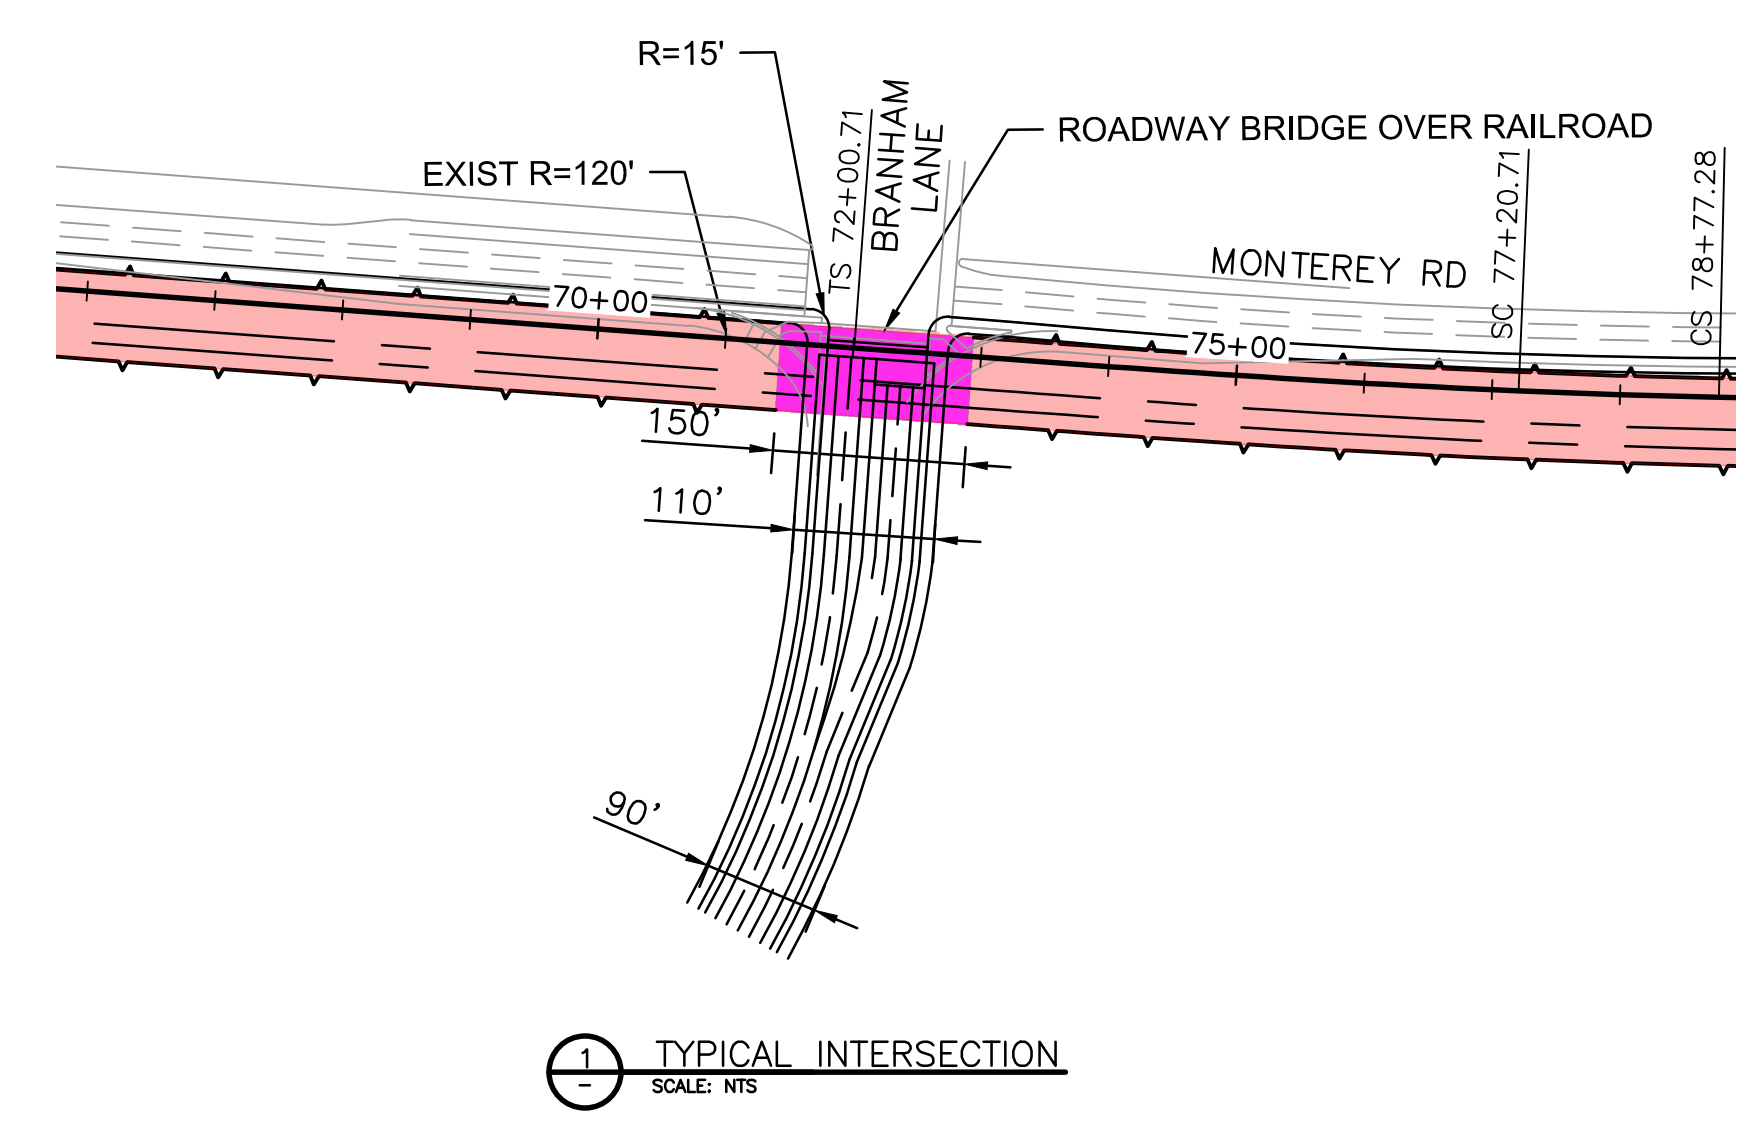 R=15'
EXIST R=120'
TS 72+00.71
BRANHAM
LANE
ROADWAY BRIDGE OVER RAILROAD
MONTEREY RD
SC 77+20.71
CS 78+77.28
70+00
75+00
150'
110'
90'
1
–
TYPICAL INTERSECTION
SCALE: NTS